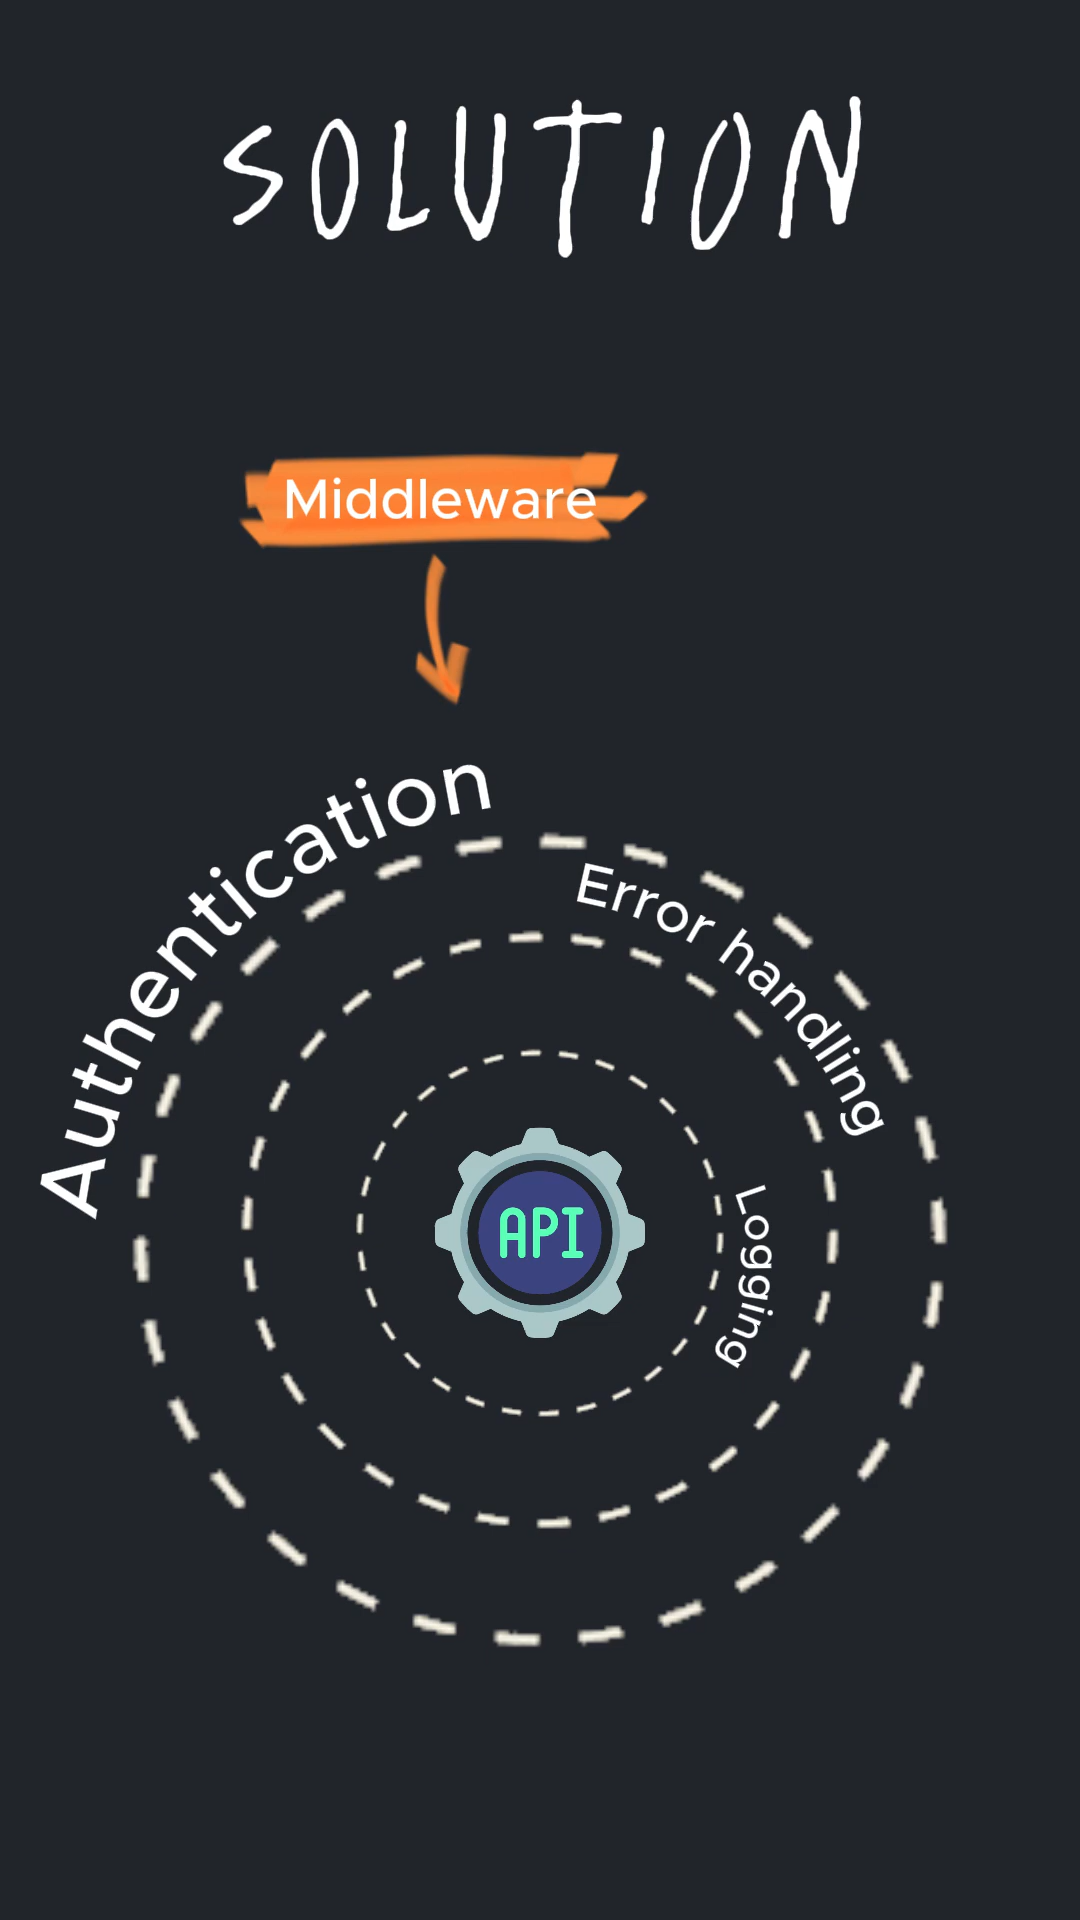 SOLUTION
Middleware
Authentication
Error handling
Logging
API